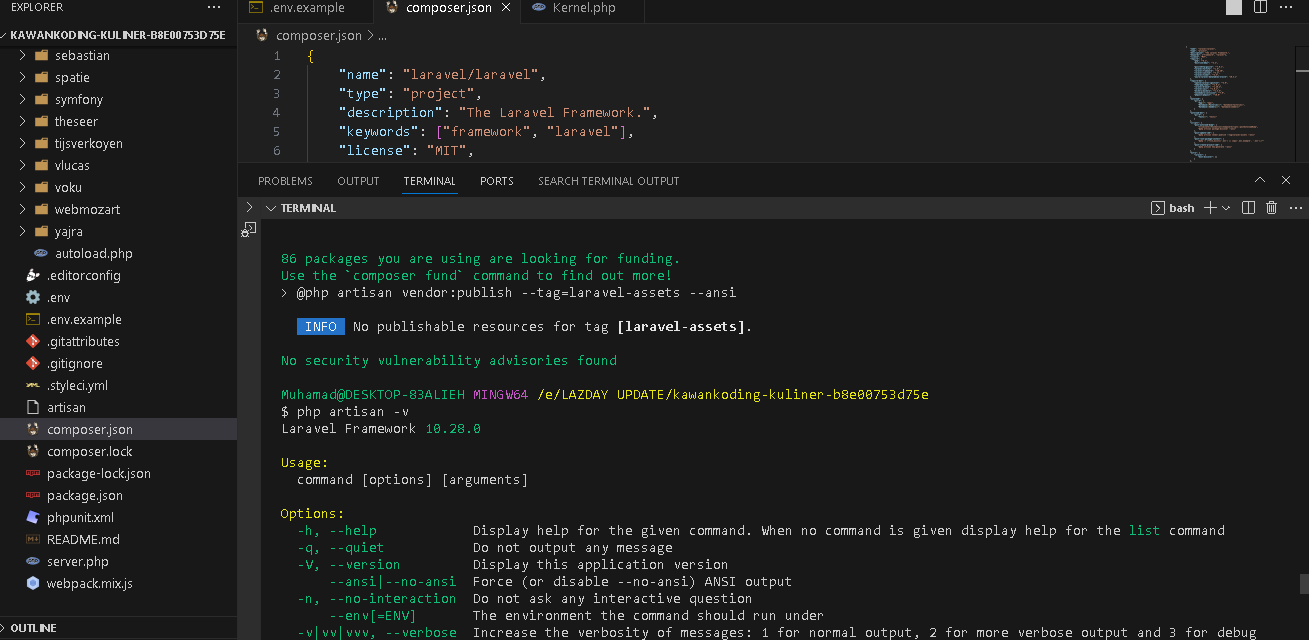 EXPLORER
...
KAWANKODING-KULINER-B8E00753D75E
sebastian
spatie
symfony
theseer
tijsverkoyen
vlucas
voku
webmozart
yajra
autoload.php
.editorconfig
.env
.env.example
.gitattributes
.gitignore
.styleci.yml
artisan
composer.json
composer.lock
package-lock.json
package.json
phpunit.xml
README.md
server.php
webpack.mix.js
OUTLINE
.env.example composer.json Kernel.php
composer.json > ...
1 {
2 "name": "laravel/laravel",
3 "type": "project",
4 "description": "The Laravel Framework.",
5 "keywords": ["framework", "laravel"],
6 "license": "MIT",
PROBLEMS OUTPUT TERMINAL PORTS SEARCH TERMINAL OUTPUT
TERMINAL bash
86 packages you are using are looking for funding.
Use the `composer fund` command to find out more!
> @php artisan vendor:publish --tag=laravel-assets --ansi
INFO No publishable resources for tag [laravel-assets].
No security vulnerability advisories found
Muhamad@DESKTOP-83ALIEH MINGW64 /e/LAZDAY UPDATE/kawankoding-kuliner-b8e00753d75e
$ php artisan -v
Laravel Framework 10.28.0
Usage:
command [options] [arguments]
Options:
-h, --help Display help for the given command. When no command is given display help for the list command
-q, --quiet Do not output any message
-V, --version Display this application version
--ansi|--no-ansi Force (or disable --no-ansi) ANSI output
-n, --no-interaction Do not ask any interactive question
--env[=ENV] The environment the command should run under
-v|vv|vvv, --verbose Increase the verbosity of messages: 1 for normal output, 2 for more verbose output and 3 for debug